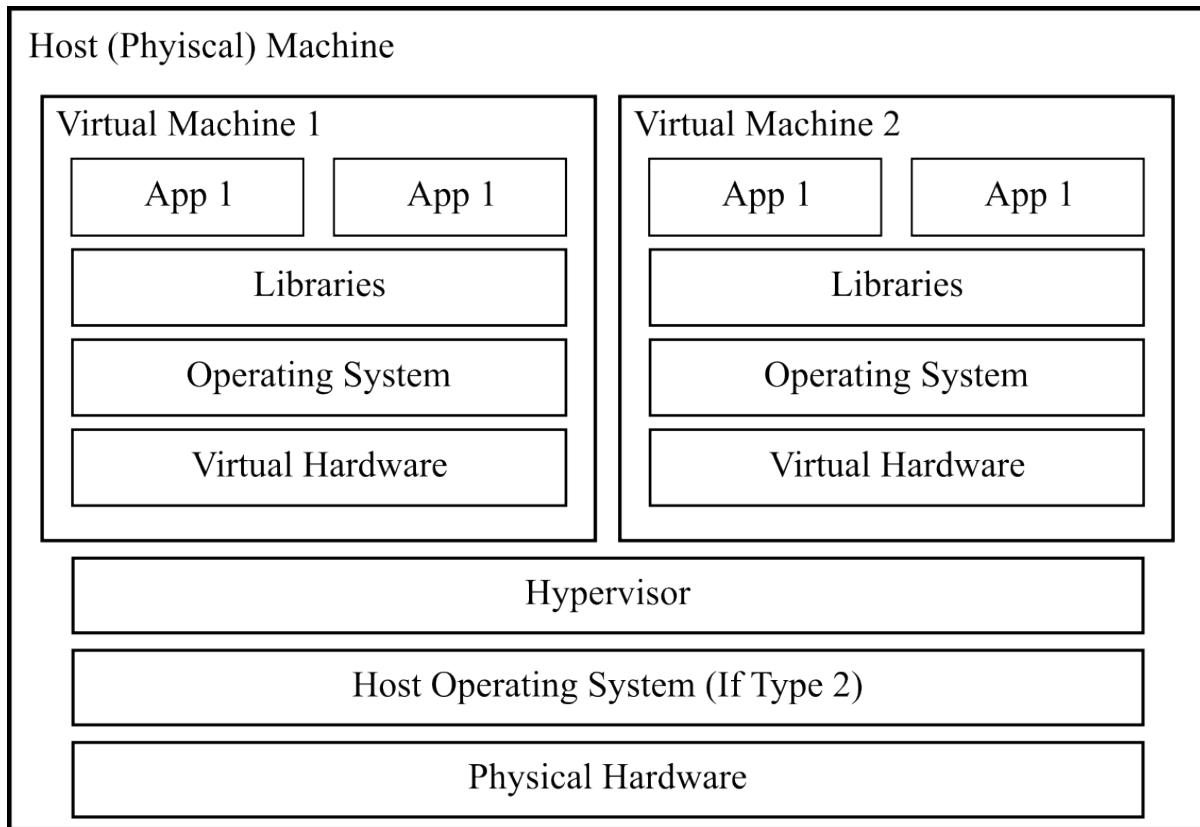 Host (Phyiscal) Machine
Virtual Machine 1
App 1
App 1
Libraries
Operating System
Virtual Hardware
Virtual Machine 2
App 1
App 1
Libraries
Operating System
Virtual Hardware
Hypervisor
Host Operating System (If Type 2)
Physical Hardware